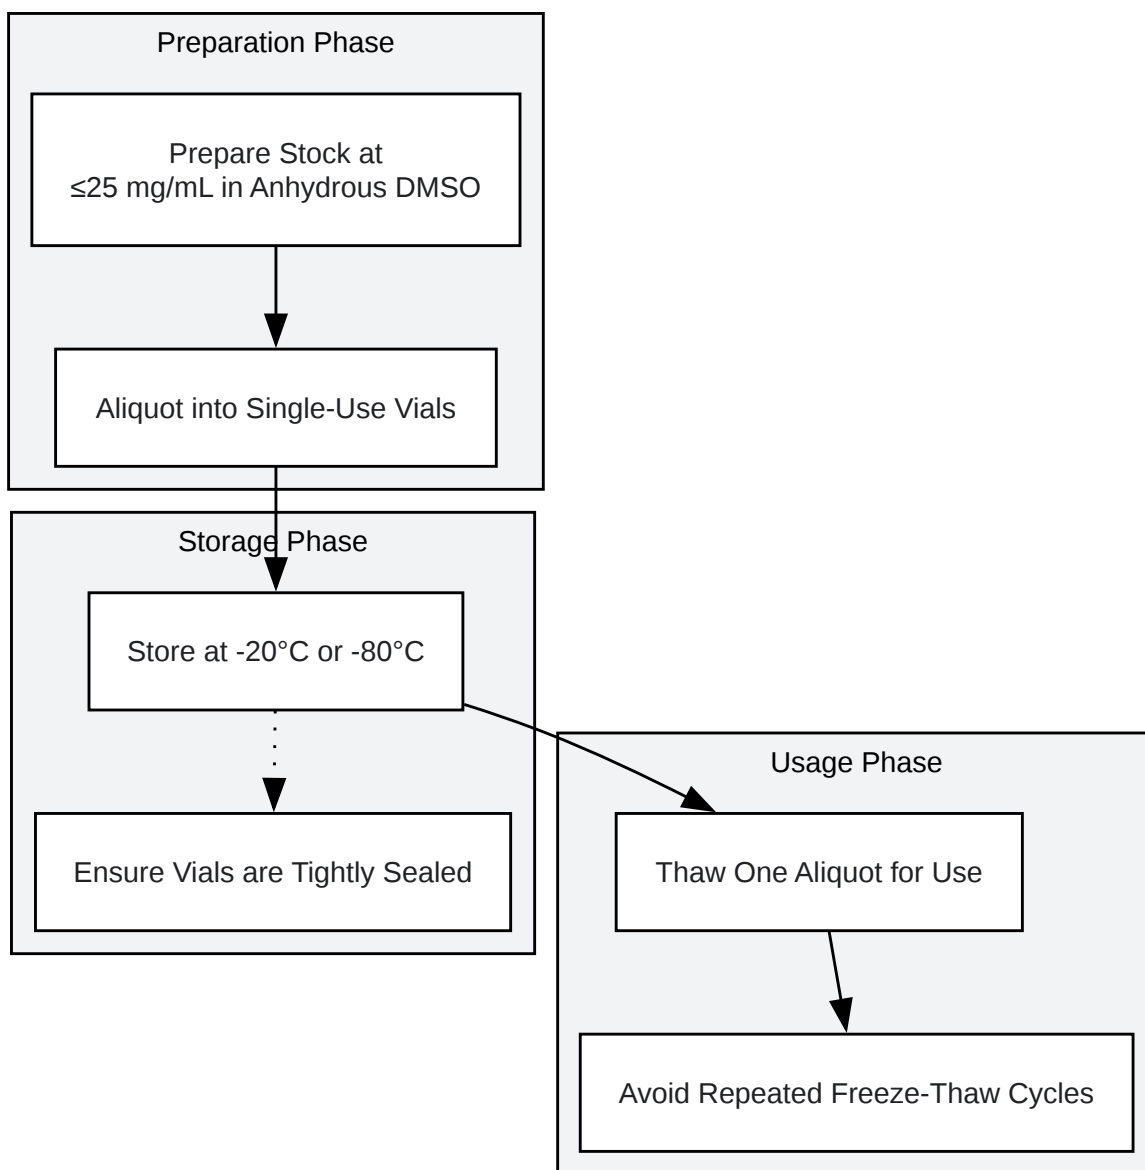 Preparation Phase
Prepare Stock at
≤25 mg/mL in Anhydrous DMSO
Aliquot into Single-Use Vials
Storage Phase
Store at -20°C or -80°C
Ensure Vials are Tightly Sealed
Usage Phase
Thaw One Aliquot for Use
Avoid Repeated Freeze-Thaw Cycles